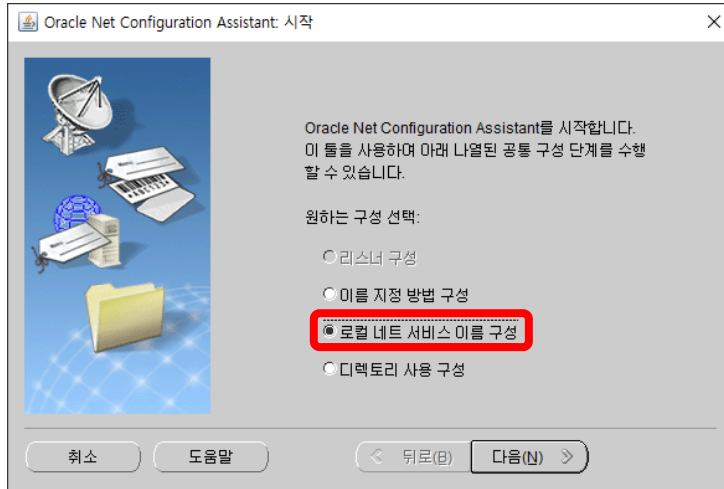 Oracle Net Configuration Assistant: 시작
Oracle Net Configuration Assistant를 시작합니다.
이 툴을 사용하여 아래 나열된 공통 구성 단계를 수행
할 수 있습니다.
원하는 구성 선택:
리스너 구성
이름 지정 방법 구성
로컬 네트 서비스 이름 구성
디렉토리 사용 구성
취소
도움말
뒤로(B)
다음(N)